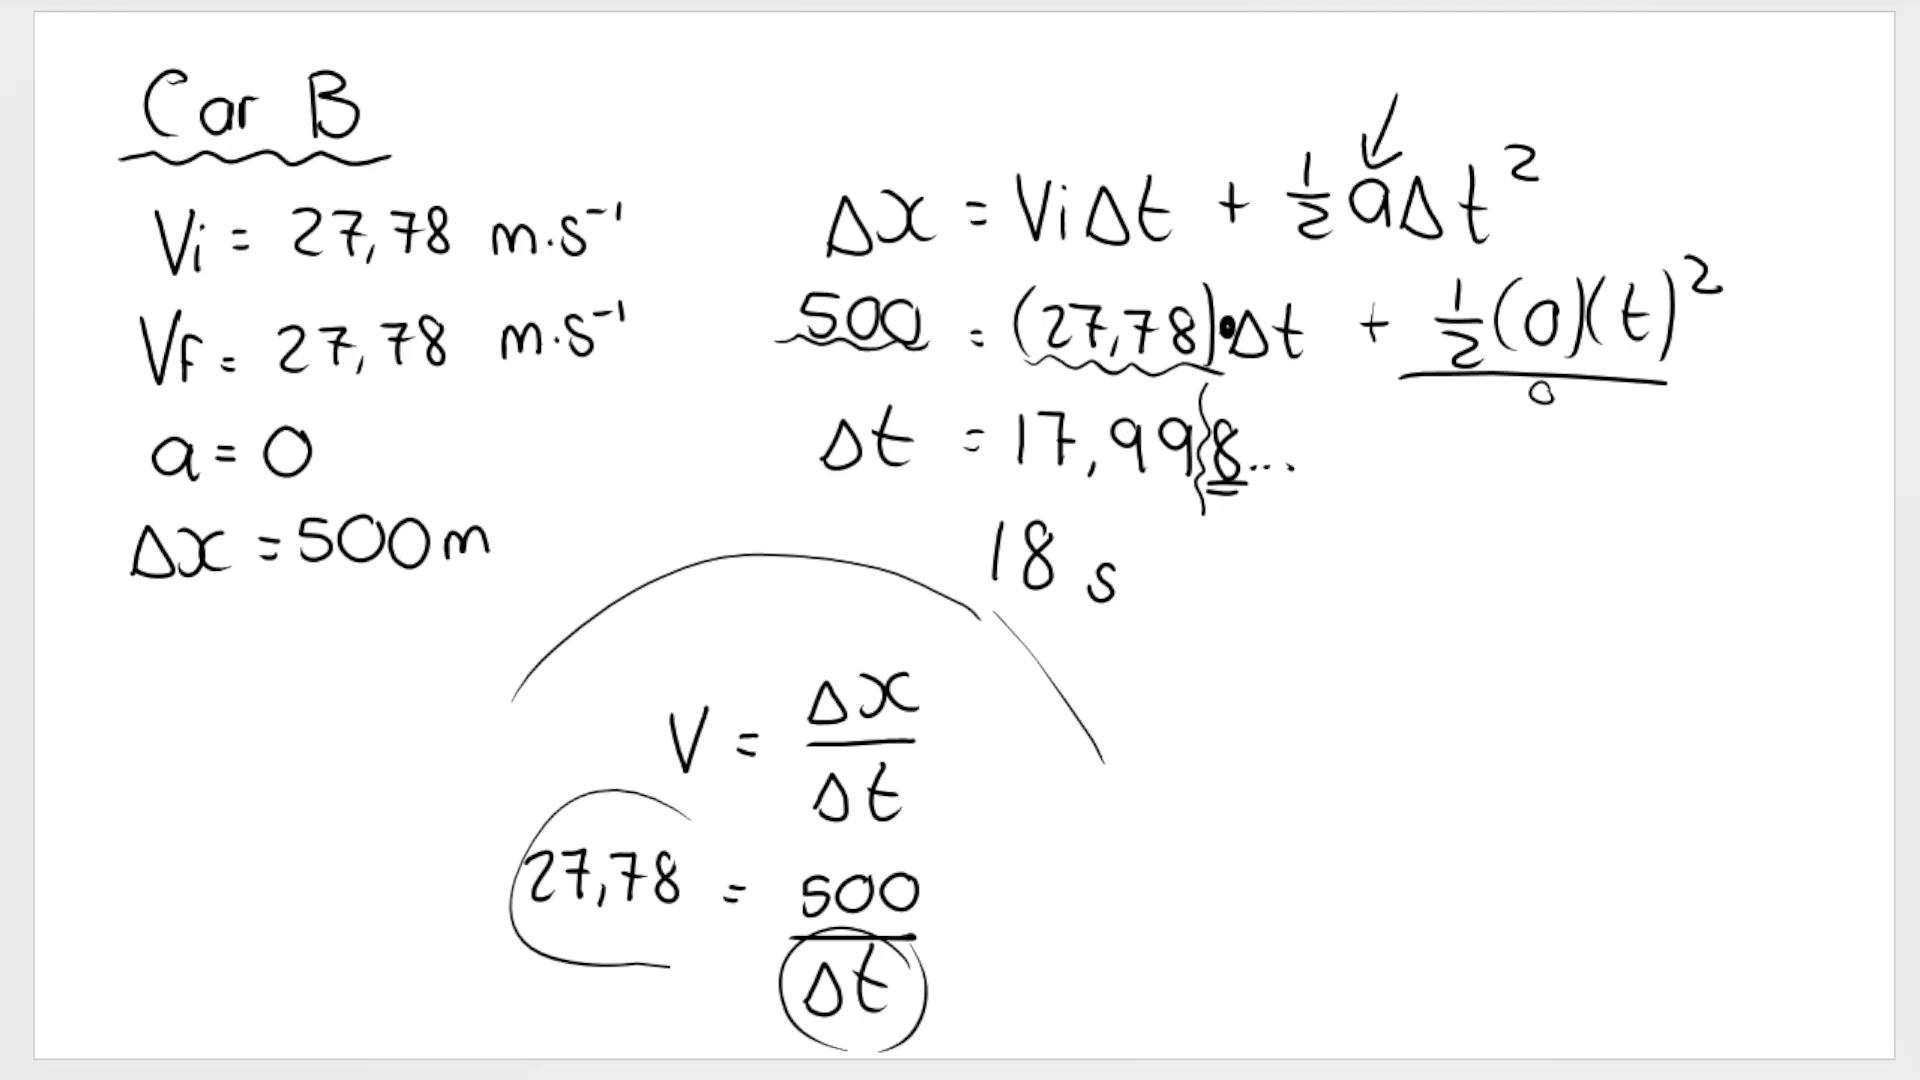 Car B
Vi = 27,78 m·s⁻¹
Vf = 27,78 m·s⁻¹
a = 0
Δx = 500m
Δx = ViΔt + ½aΔt²
500 = (27,78)•Δt + ½(0)(t)²
0
Δt = 17,998...
18 s
V = Δx/Δt
27,78 = 500/Δt